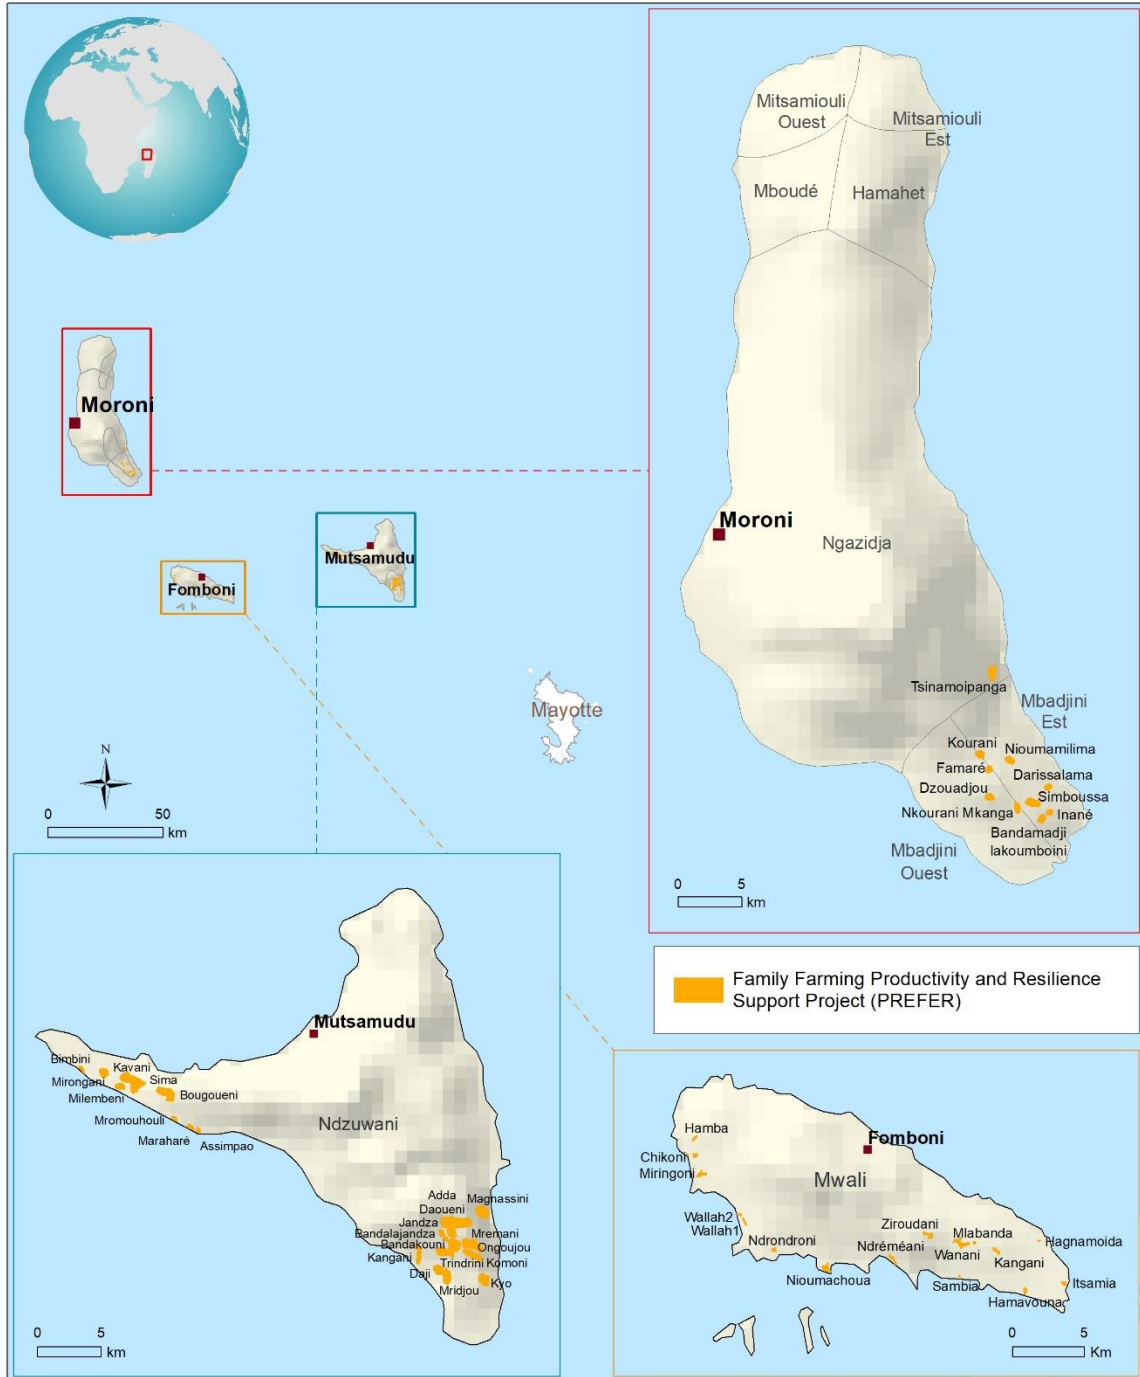 Moroni
Mutsamudu
Fomboni
Mayotte
N
0 50
km
Mitsamiouli
Ouest
Mitsamiouli
Est
Mboudé
Hamahet
Moroni
Ngazidja
Tsinamoipanga
Mbadjini
Est
Kourani
Nioumamilima
Famaré
Darissalama
Dzouadjou
Simboussa
Nkourani Mkanga
Inané
Bandamadji
lakoumboini
Mbadjini
Ouest
0 5
km
Family Farming Productivity and Resilience
Support Project (PREFER)
Mutsamudu
Bimbini
Kavani
Mirongani
Sima
Milembeni
Bougoueni
Mromouhouli
Maraharé
Assimpao
Ndzuwani
Adda
Daoueni
Magnassini
Jandza
Bandalajandza
Mremani
Bandakouni
Ongoujou
Kangani
Trindrini
Komoni
Daji
Mridjou
Kyo
0 5
km
Hamba
Fomboni
Chikoni
Miringoni
Mwali
Wallah2
Wallah1
Ziroudani
Mlabanda
Ndrondroni
Ndréméani
Wanani
Hagnamoida
Kangani
Nioumachoua
Sambia
Itsamia
Hamavouna
0 5
Km